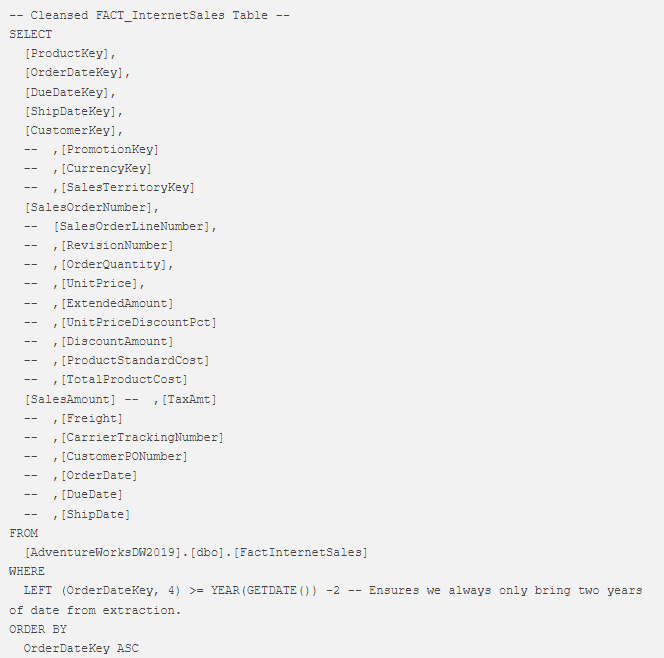 -- Cleansed FACT_InternetSales Table --
SELECT
  [ProductKey],
  [OrderDateKey],
  [DueDateKey],
  [ShipDateKey],
  [CustomerKey],
  --  ,[PromotionKey]
  --  ,[CurrencyKey]
  --  ,[SalesTerritoryKey]
  [SalesOrderNumber],
  --  [SalesOrderLineNumber],
  --  ,[RevisionNumber]
  --  ,[OrderQuantity],
  --  ,[UnitPrice],
  --  ,[ExtendedAmount]
  --  ,[UnitPriceDiscountPct]
  --  ,[DiscountAmount]
  --  ,[ProductStandardCost]
  --  ,[TotalProductCost]
  [SalesAmount] --  ,[TaxAmt]
  --  ,[Freight]
  --  ,[CarrierTrackingNumber]
  --  ,[CustomerPONumber]
  --  ,[OrderDate]
  --  ,[DueDate]
  --  ,[ShipDate]
FROM
  [AdventureWorksDW2019].[dbo].[FactInternetSales]
WHERE
  LEFT (OrderDateKey, 4) >= YEAR(GETDATE()) -2 -- Ensures we always only bring two years
of date from extraction.
ORDER BY
  OrderDateKey ASC